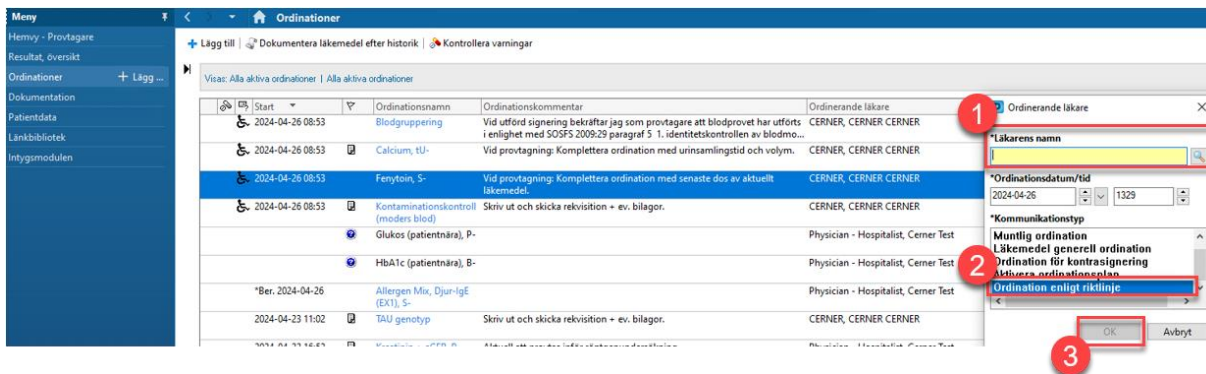 Meny
Ordinationer
Hemvy - Provtagare
Resultat, översikt
Ordinationer + Lägg ...
Dokumentation
Patientdata
Länkbibliotek
Intygsmodulen
+ Lägg till | Dokumentera läkemedel efter historik | Kontrollera varningar
Visas: Alla aktiva ordinationer | Alla aktiva ordinationer
Start Ordinationsnamn Ordinationskommentar Ordinerande läkare
2024-04-26 08:53 Blodgruppering Vid utförd signering bekräftar jag som provtagare att blodprovet har utförts CERNER, CERNER CERNER
i enlighet med SOSFS 2009:29 paragraf 5 1. identitetskontrollen av blodmo...
2024-04-26 08:53 Calcium, tU- Vid provtagning: Komplettera ordination med urinsamlingstid och volym. CERNER, CERNER CERNER
2024-04-26 08:53 Fenytoin, S- Vid provtagning: Komplettera ordination med senaste dos av aktuellt CERNER, CERNER CERNER
läkemedel.
2024-04-26 08:53 Kontaminationskontroll Skriv ut och skicka rekvisition + ev. bilagor. CERNER, CERNER CERNER
(moders blod)
Glukos (patientnära), P- Physician - Hospitalist, Cerner Test
HbA1c (patientnära), B- Physician - Hospitalist, Cerner Test
*Ber. 2024-04-26 Allergen Mix, Djur-IgE Physician - Hospitalist, Cerner Test
(EX1), S-
2024-04-23 11:02 TAU genotyp Skriv ut och skicka rekvisition + ev. bilagor. CERNER, CERNER CERNER
Ordinerande läkare
1
*Läkarens namn
*Ordinationsdatum/tid
2024-04-26 1329
*Kommunikationstyp
Muntlig ordination
Läkemedel generell ordination
Ordination för kontrasignering
Aktivera ordinationsplan
2
Ordination enligt riktlinje
OK Avbryt
3